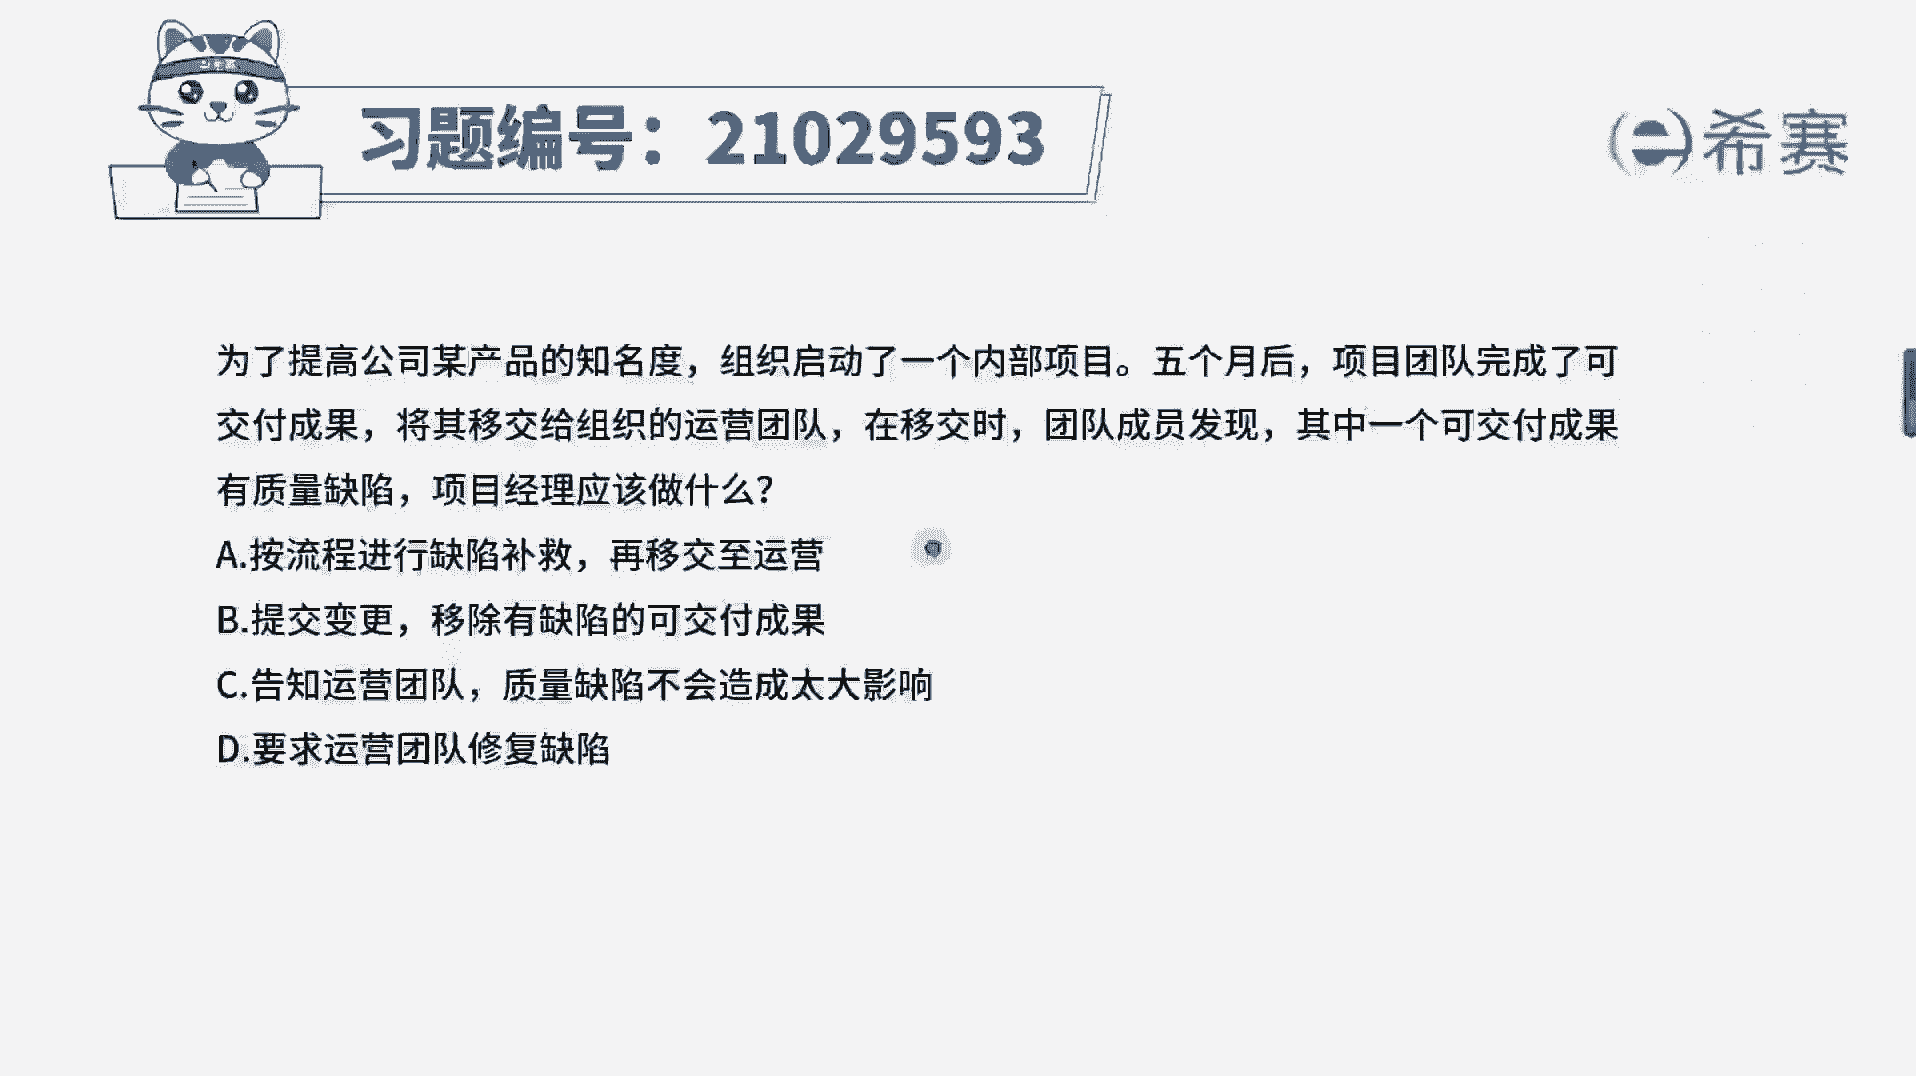 习题编号：21029593
希赛
为了提高公司某产品的知名度，组织启动了一个内部项目。五个月后，项目团队完成了可
交付成果，将其移交给组织的运营团队，在移交时，团队成员发现，其中一个可交付成果
有质量缺陷，项目经理应该做什么？
A.按流程进行缺陷补救，再移交至运营
B.提交变更，移除有缺陷的可交付成果
C.告知运营团队，质量缺陷不会造成太大影响
D.要求运营团队修复缺陷